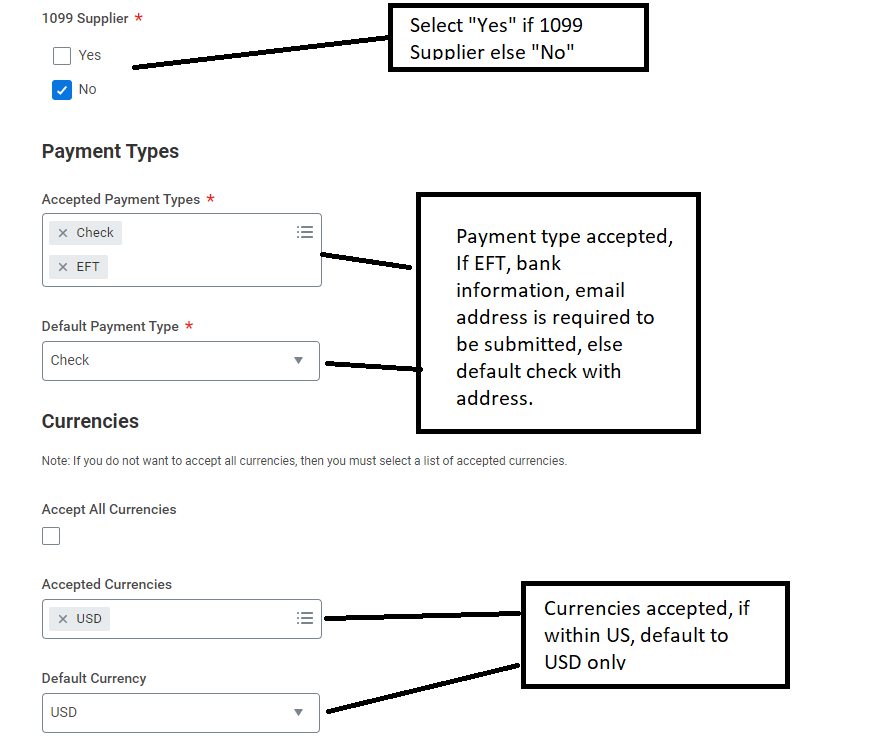 1099 Supplier *
Select "Yes" if 1099
Supplier else "No"
Yes
No
Payment Types
Accepted Payment Types *
× Check
× EFT
Payment type accepted,
If EFT, bank
information, email
address is required to
be submitted, else
default check with
address.
Default Payment Type *
Check
Currencies
Note: If you do not want to accept all currencies, then you must select a list of accepted currencies.
Accept All Currencies
Accepted Currencies
× USD
Currencies accepted, if
within US, default to
USD only
Default Currency
USD